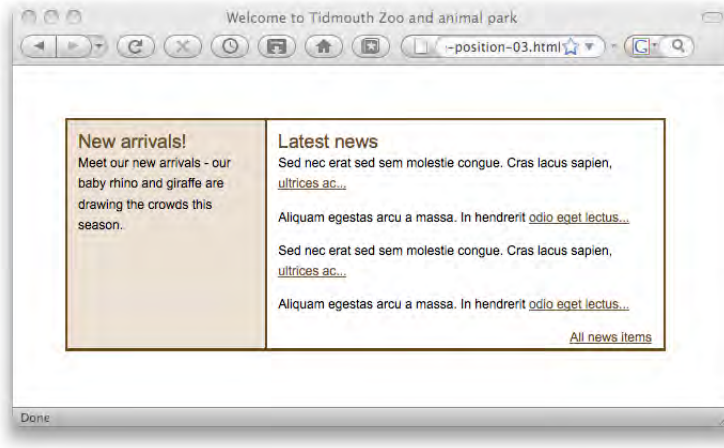 Welcome to Tidmouth Zoo and animal park
-position-03.html
New arrivals!
Meet our new arrivals - our
baby rhino and giraffe are
drawing the crowds this
season.
Latest news
Sed nec erat sed sem molestie congue. Cras lacus sapien,
ultrices ac...
Aliquam egestas arcu a massa. In hendrerit odio eget lectus...
Sed nec erat sed sem molestie congue. Cras lacus sapien,
ultrices ac...
Aliquam egestas arcu a massa. In hendrerit odio eget lectus...
All news items
Done